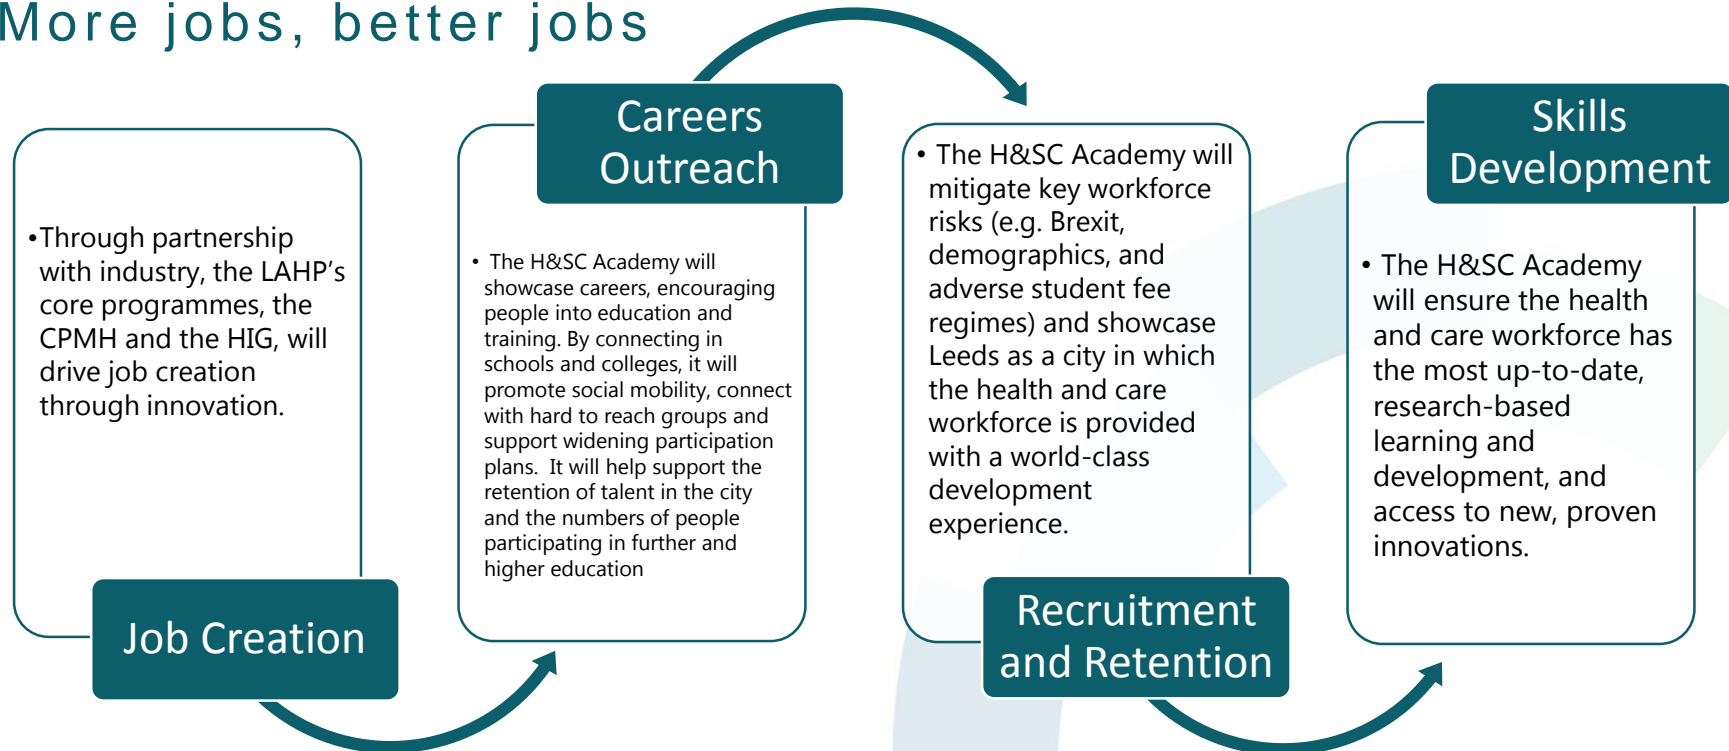 More jobs, better jobs
•Through partnership
with industry, the LAHP’s
core programmes, the
CPMH and the HIG, will
drive job creation
through innovation.
Job Creation
Careers
Outreach
• The H&SC Academy will
showcase careers, encouraging
people into education and
training. By connecting in
schools and colleges, it will
promote social mobility, connect
with hard to reach groups and
support widening participation
plans. It will help support the
retention of talent in the city
and the numbers of people
participating in further and
higher education
• The H&SC Academy will
mitigate key workforce
risks (e.g. Brexit,
demographics, and
adverse student fee
regimes) and showcase
Leeds as a city in which
the health and care
workforce is provided
with a world-class
development
experience.
Recruitment
and Retention
Skills
Development
• The H&SC Academy
will ensure the health
and care workforce has
the most up-to-date,
research-based
learning and
development, and
access to new, proven
innovations.